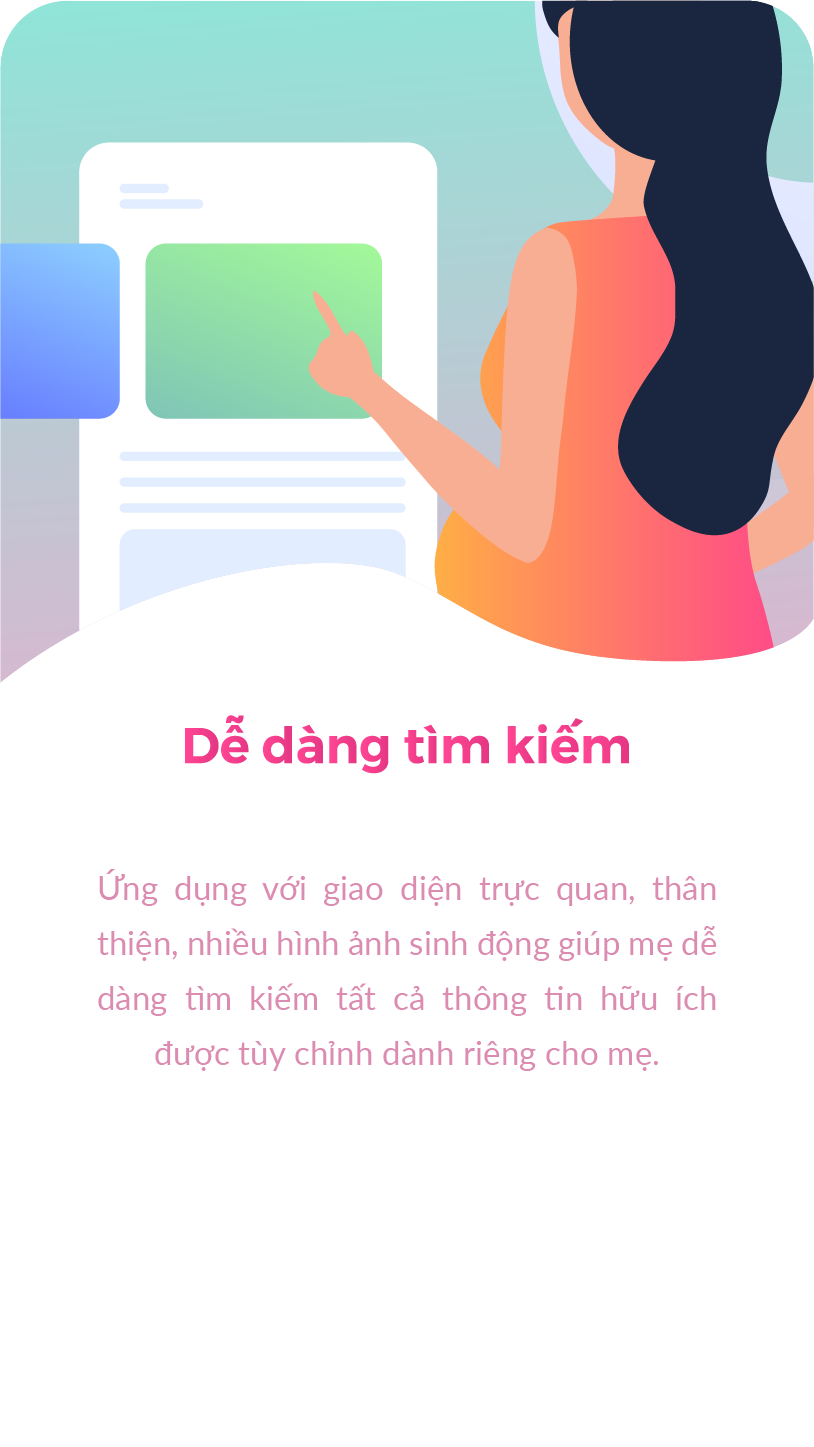 Dễ dàng tìm kiếm
Ứng dụng với giao diện trực quan, thân
thiện, nhiều hình ảnh sinh động giúp mẹ dễ
dàng tìm kiếm tất cả thông tin hữu ích
được tùy chỉnh dành riêng cho mẹ.